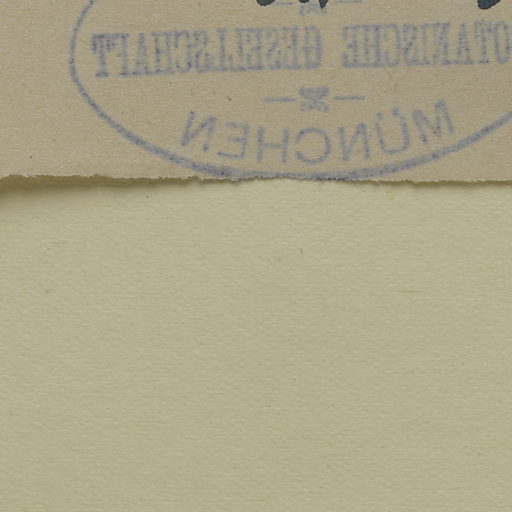 BOTANISCHE GESELLSCHAFT
MÜNCHEN